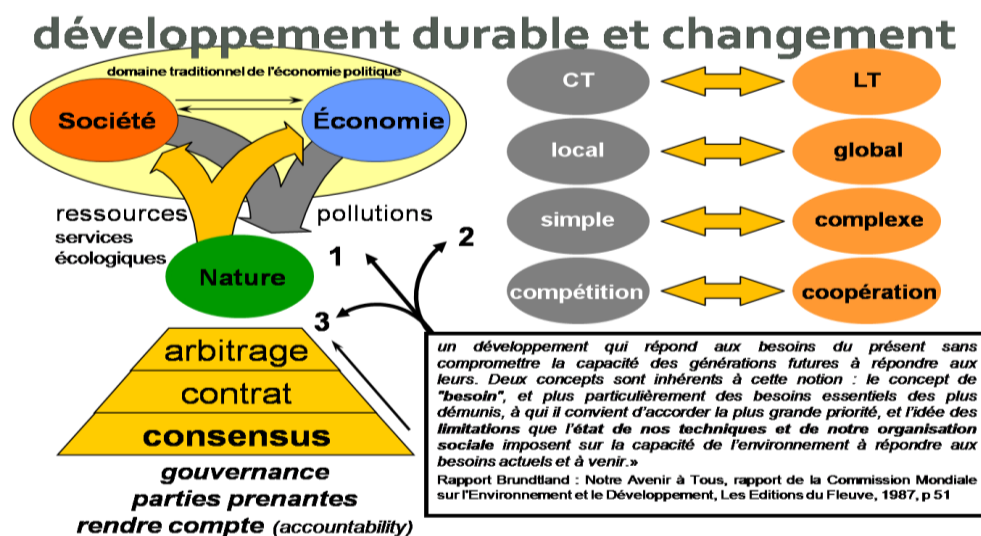 développement durable et changement
domaine traditionnel de l'économie politique
Société
Économie
ressources
services
écologiques
pollutions
Nature
1
2
3
arbitrage
contrat
consensus
gouvernance
parties prenantes
rendre compte (accountability)
CT
LT
local
global
simple
complexe
compétition
coopération
un développement qui répond aux besoins du présent sans
compromettre la capacité des générations futures à répondre aux
leurs. Deux concepts sont inhérents à cette notion : le concept de
"besoin", et plus particulièrement des besoins essentiels des plus
démunis, à qui il convient d'accorder la plus grande priorité, et l'idée des
limitations que l'état de nos techniques et de notre organisation
sociale imposent sur la capacité de l'environnement à répondre aux
besoins actuels et à venir.»
Rapport Brundtland : Notre Avenir à Tous, rapport de la Commission Mondiale
sur l'Environnement et le Développement, Les Editions du Fleuve, 1987, p 51